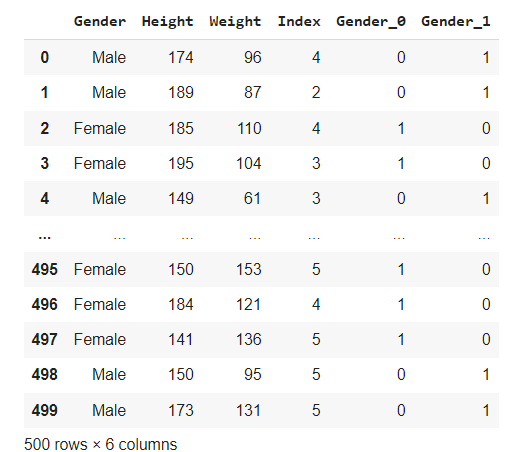 Gender Height Weight Index Gender_0 Gender_1
0 Male 174 96 4 0 1
1 Male 189 87 2 0 1
2 Female 185 110 4 1 0
3 Female 195 104 3 1 0
4 Male 149 61 3 0 1
... ... ... ... ... ... ...
495 Female 150 153 5 1 0
496 Female 184 121 4 1 0
497 Female 141 136 5 1 0
498 Male 150 95 5 0 1
499 Male 173 131 5 0 1
500 rows × 6 columns